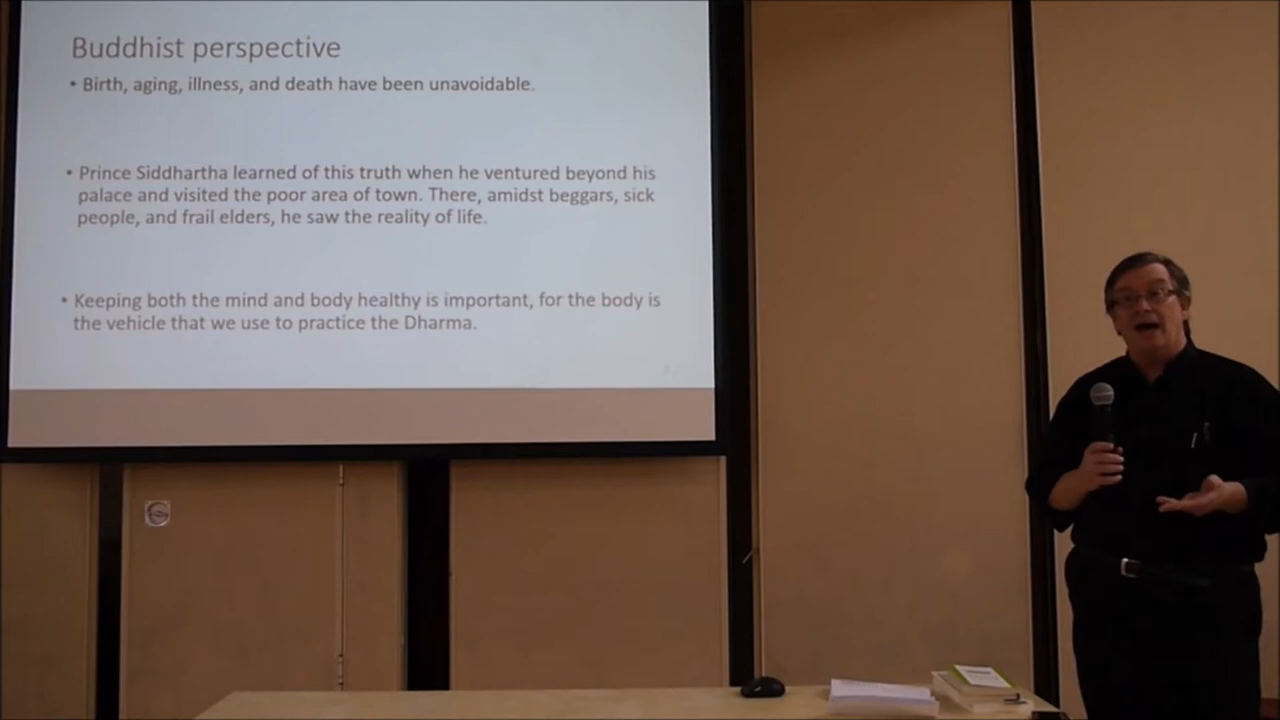 Buddhist perspective
• Birth, aging, illness, and death have been unavoidable.
• Prince Siddhartha learned of this truth when he ventured beyond his
palace and visited the poor area of town. There, amidst beggars, sick
people, and frail elders, he saw the reality of life.
• Keeping both the mind and body healthy is important, for the body is
the vehicle that we use to practice the Dharma.